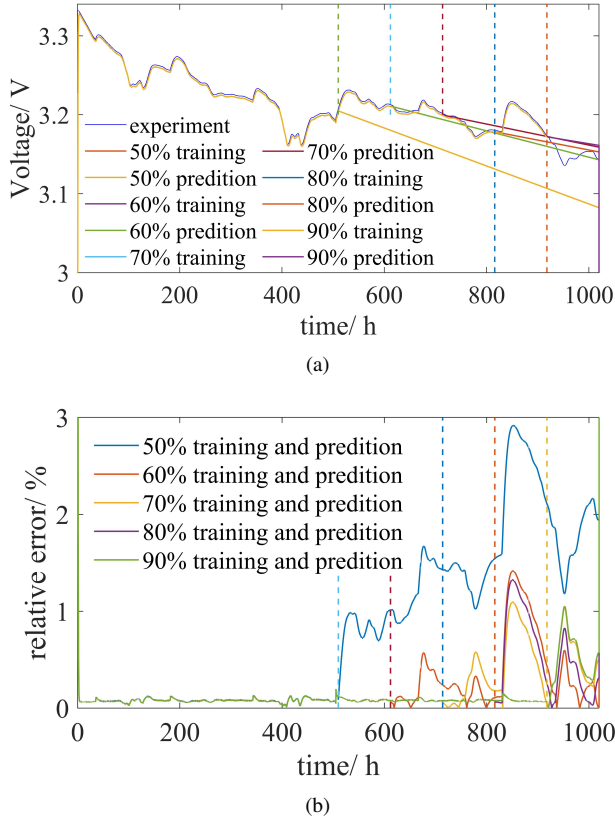 3.3
3.2
3.1
3
Voltage/ V
experiment
50% training
50% predition
60% training
60% predition
70% training
70% predition
80% training
80% predition
90% training
90% predition
0
200
400
600
800
1000
time/ h
(a)
3
2
1
0
relative error/ %
50% training and predition
60% training and predition
70% training and predition
80% training and predition
90% training and predition
0
200
400
600
800
1000
time/ h
(b)